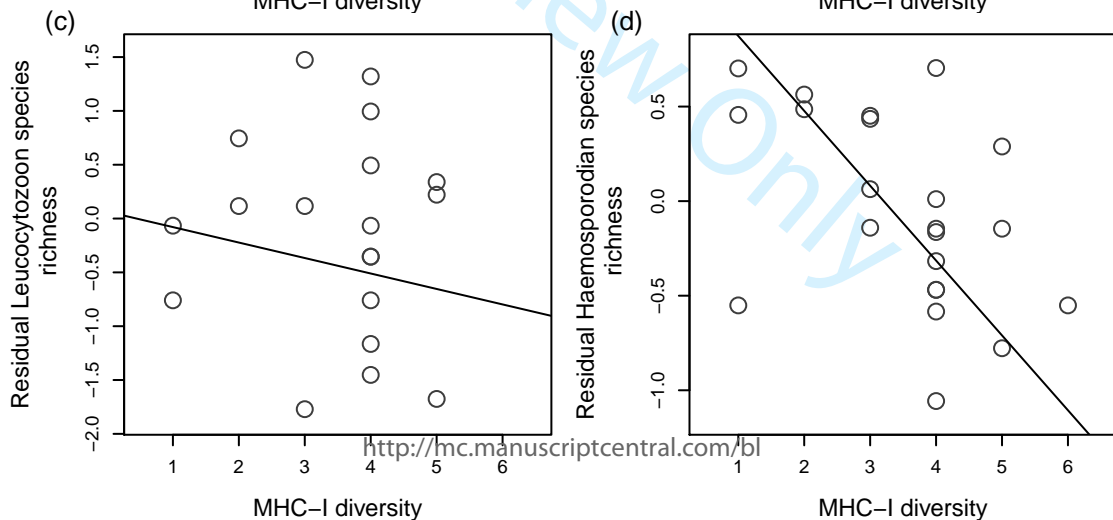 MHC−I diversity
MHC−I diversity
(c)
(d)
Residual Leucocytozoon species
richness
1.5
1.0
0.5
0.0
−0.5
−1.0
−1.5
−2.0
1 2 3 4 5 6
MHC−I diversity
Residual Haemosporodian species
richness
0.5
0.0
−0.5
−1.0
1 2 3 4 5 6
MHC−I diversity
ew Only
http://mc.manuscriptcentral.com/bl